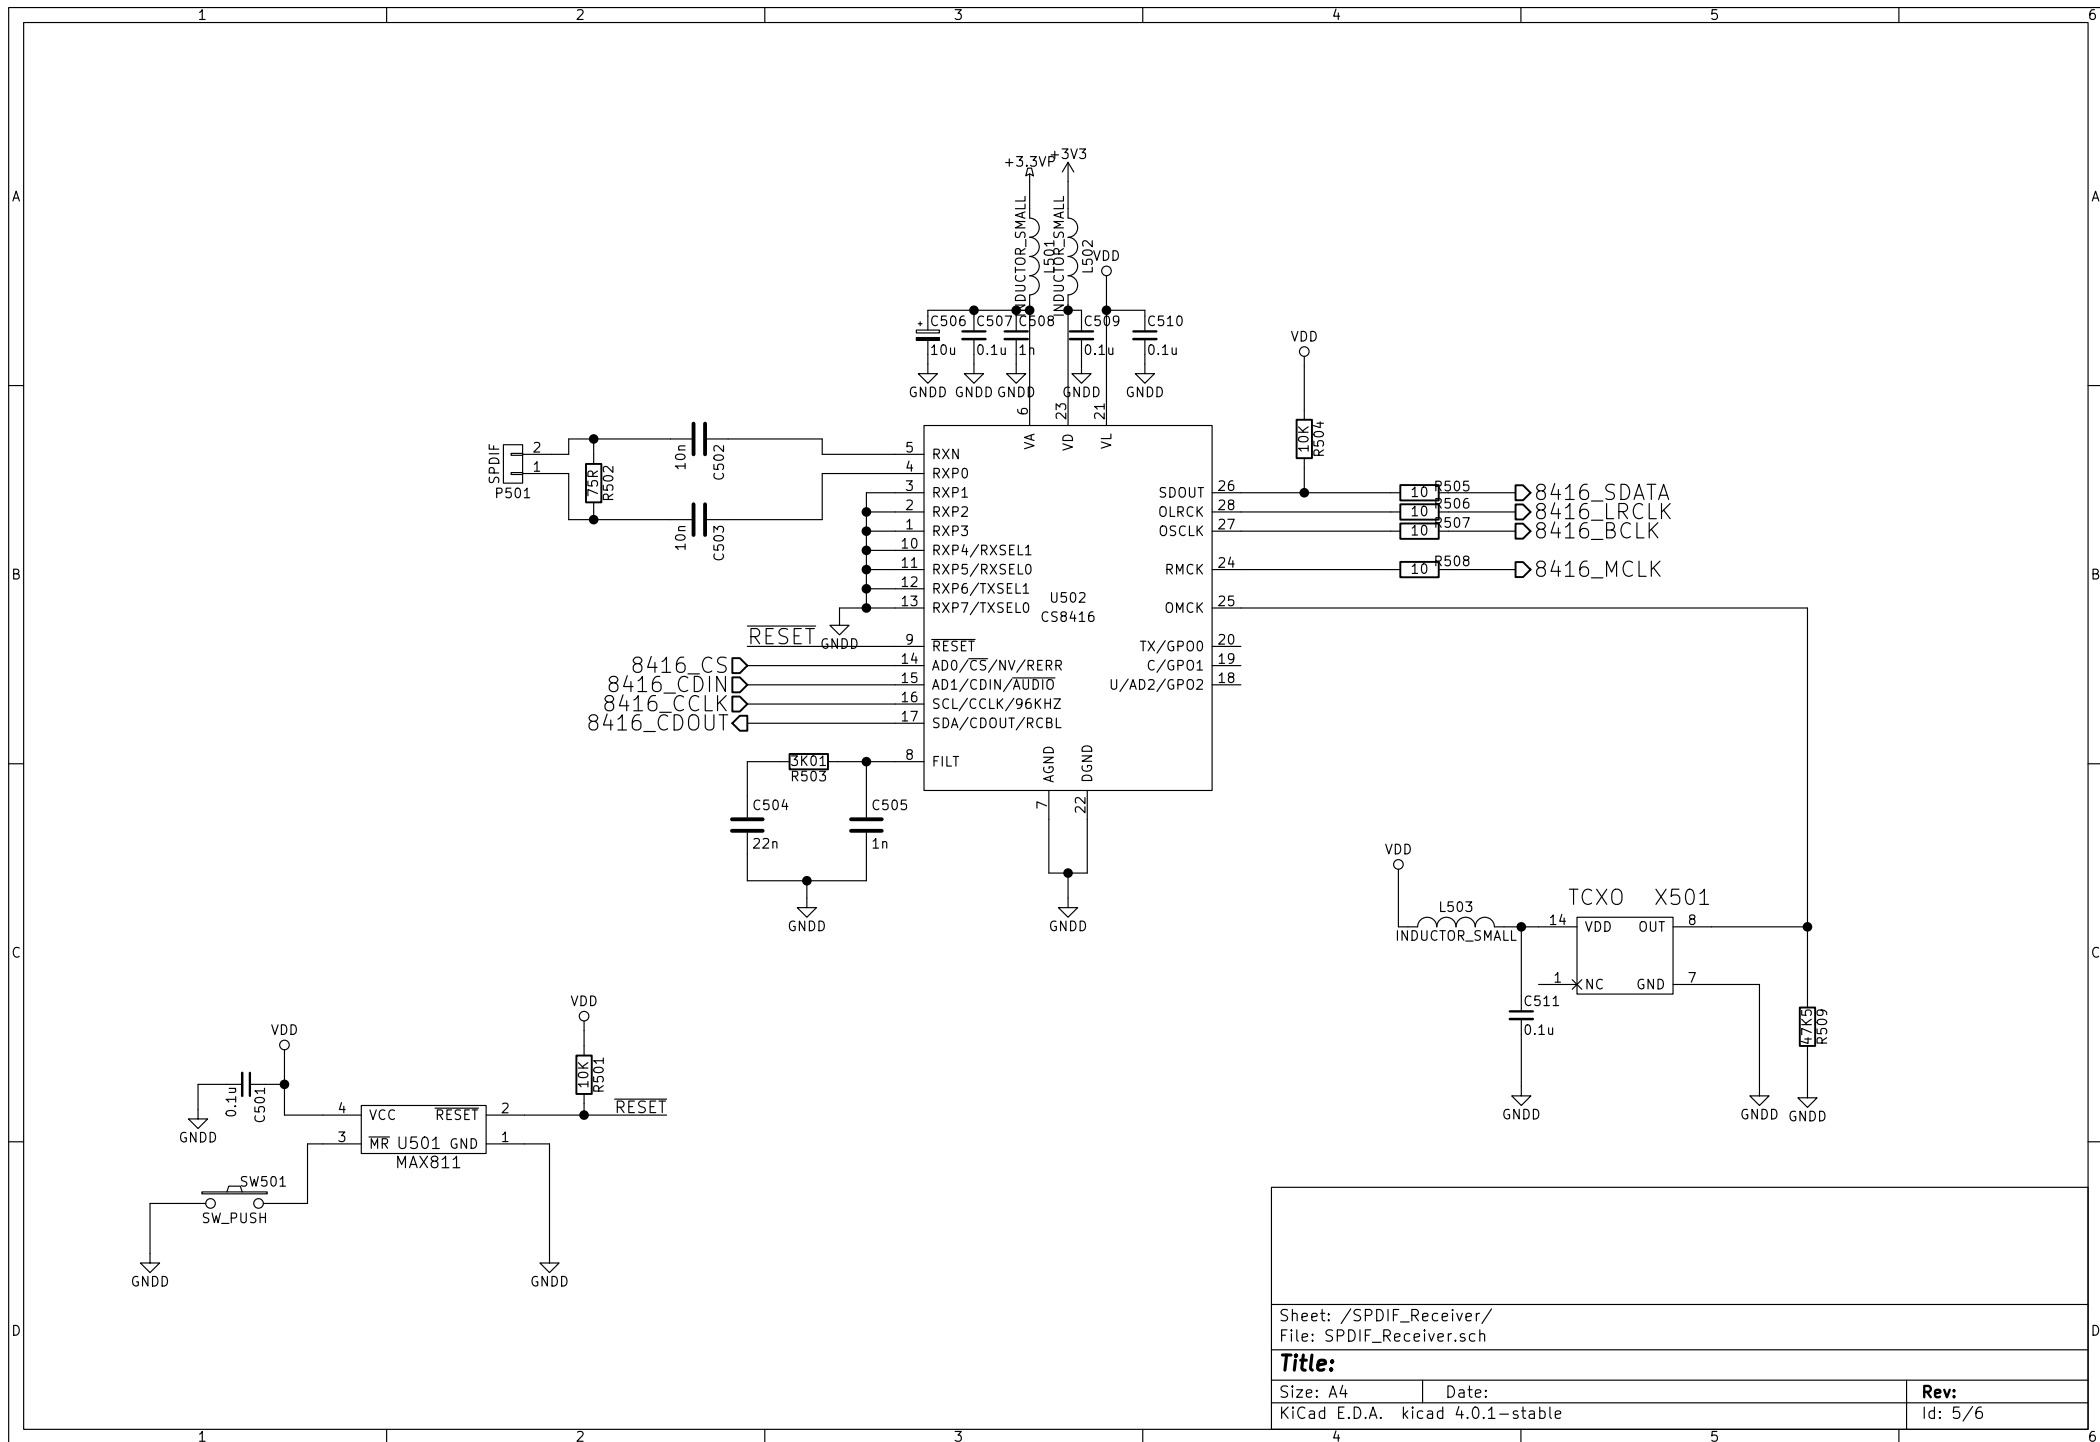 1 2 3 4 5 6
A A
+3.3VP +3V3
INDUCTOR_SMALL INDUCTOR_SMALL
L501 L502
VDD
C506 C507 C508 C509 C510
+
10u 0.1u 1n 0.1u 0.1u
GNDD GNDD GNDD GNDD GNDD
VDD
10K R504
6 23 21
VA VD VL
SPDIF
2
1
P501
75R R502
10n C502
10n C503
5 RXN
4 RXP0
3 RXP1
2 RXP2
1 RXP3
10 RXP4/RXSEL1
11 RXP5/RXSEL0
12 RXP6/TXSEL1
13 RXP7/TXSEL0
GNDD
U502
CS8416
RESET 9 RESET
8416_CS 14 AD0/CS/NV/RERR
8416_CDIN 15 AD1/CDIN/AUDIO
8416_CCLK 16 SCL/CCLK/96KHZ
8416_CDOUT 17 SDA/CDOUT/RCBL
8 FILT
SDOUT 26 10 R505 8416_SDATA
OLRCK 28 10 R506 8416_LRCLK
OSCLK 27 10 R507 8416_BCLK
RMCK 24 10 R508 8416_MCLK
OMCK 25
TX/GPO0 20
C/GPO1 19
U/AD2/GPO2 18
B B
3K01
R503
C504
22n
C505
1n
GNDD
AGND DGND
7 22
GNDD
VDD
L503
INDUCTOR_SMALL
TCXO X501
14 VDD OUT 8
1 NC GND 7
C511
0.1u
47K5 R509
GNDD GNDD GNDD
C C
VDD
VDD
10K R501
0.1u C501
GNDD
4 VCC RESET 2 RESET
3 MR U501 GND 1
MAX811
SW501
SW_PUSH
GNDD GNDD
D D
Sheet: /SPDIF_Receiver/
File: SPDIF_Receiver.sch
Title:
Size: A4 Date: Rev:
KiCad E.D.A. kicad 4.0.1-stable Id: 5/6
1 2 3 4 5 6